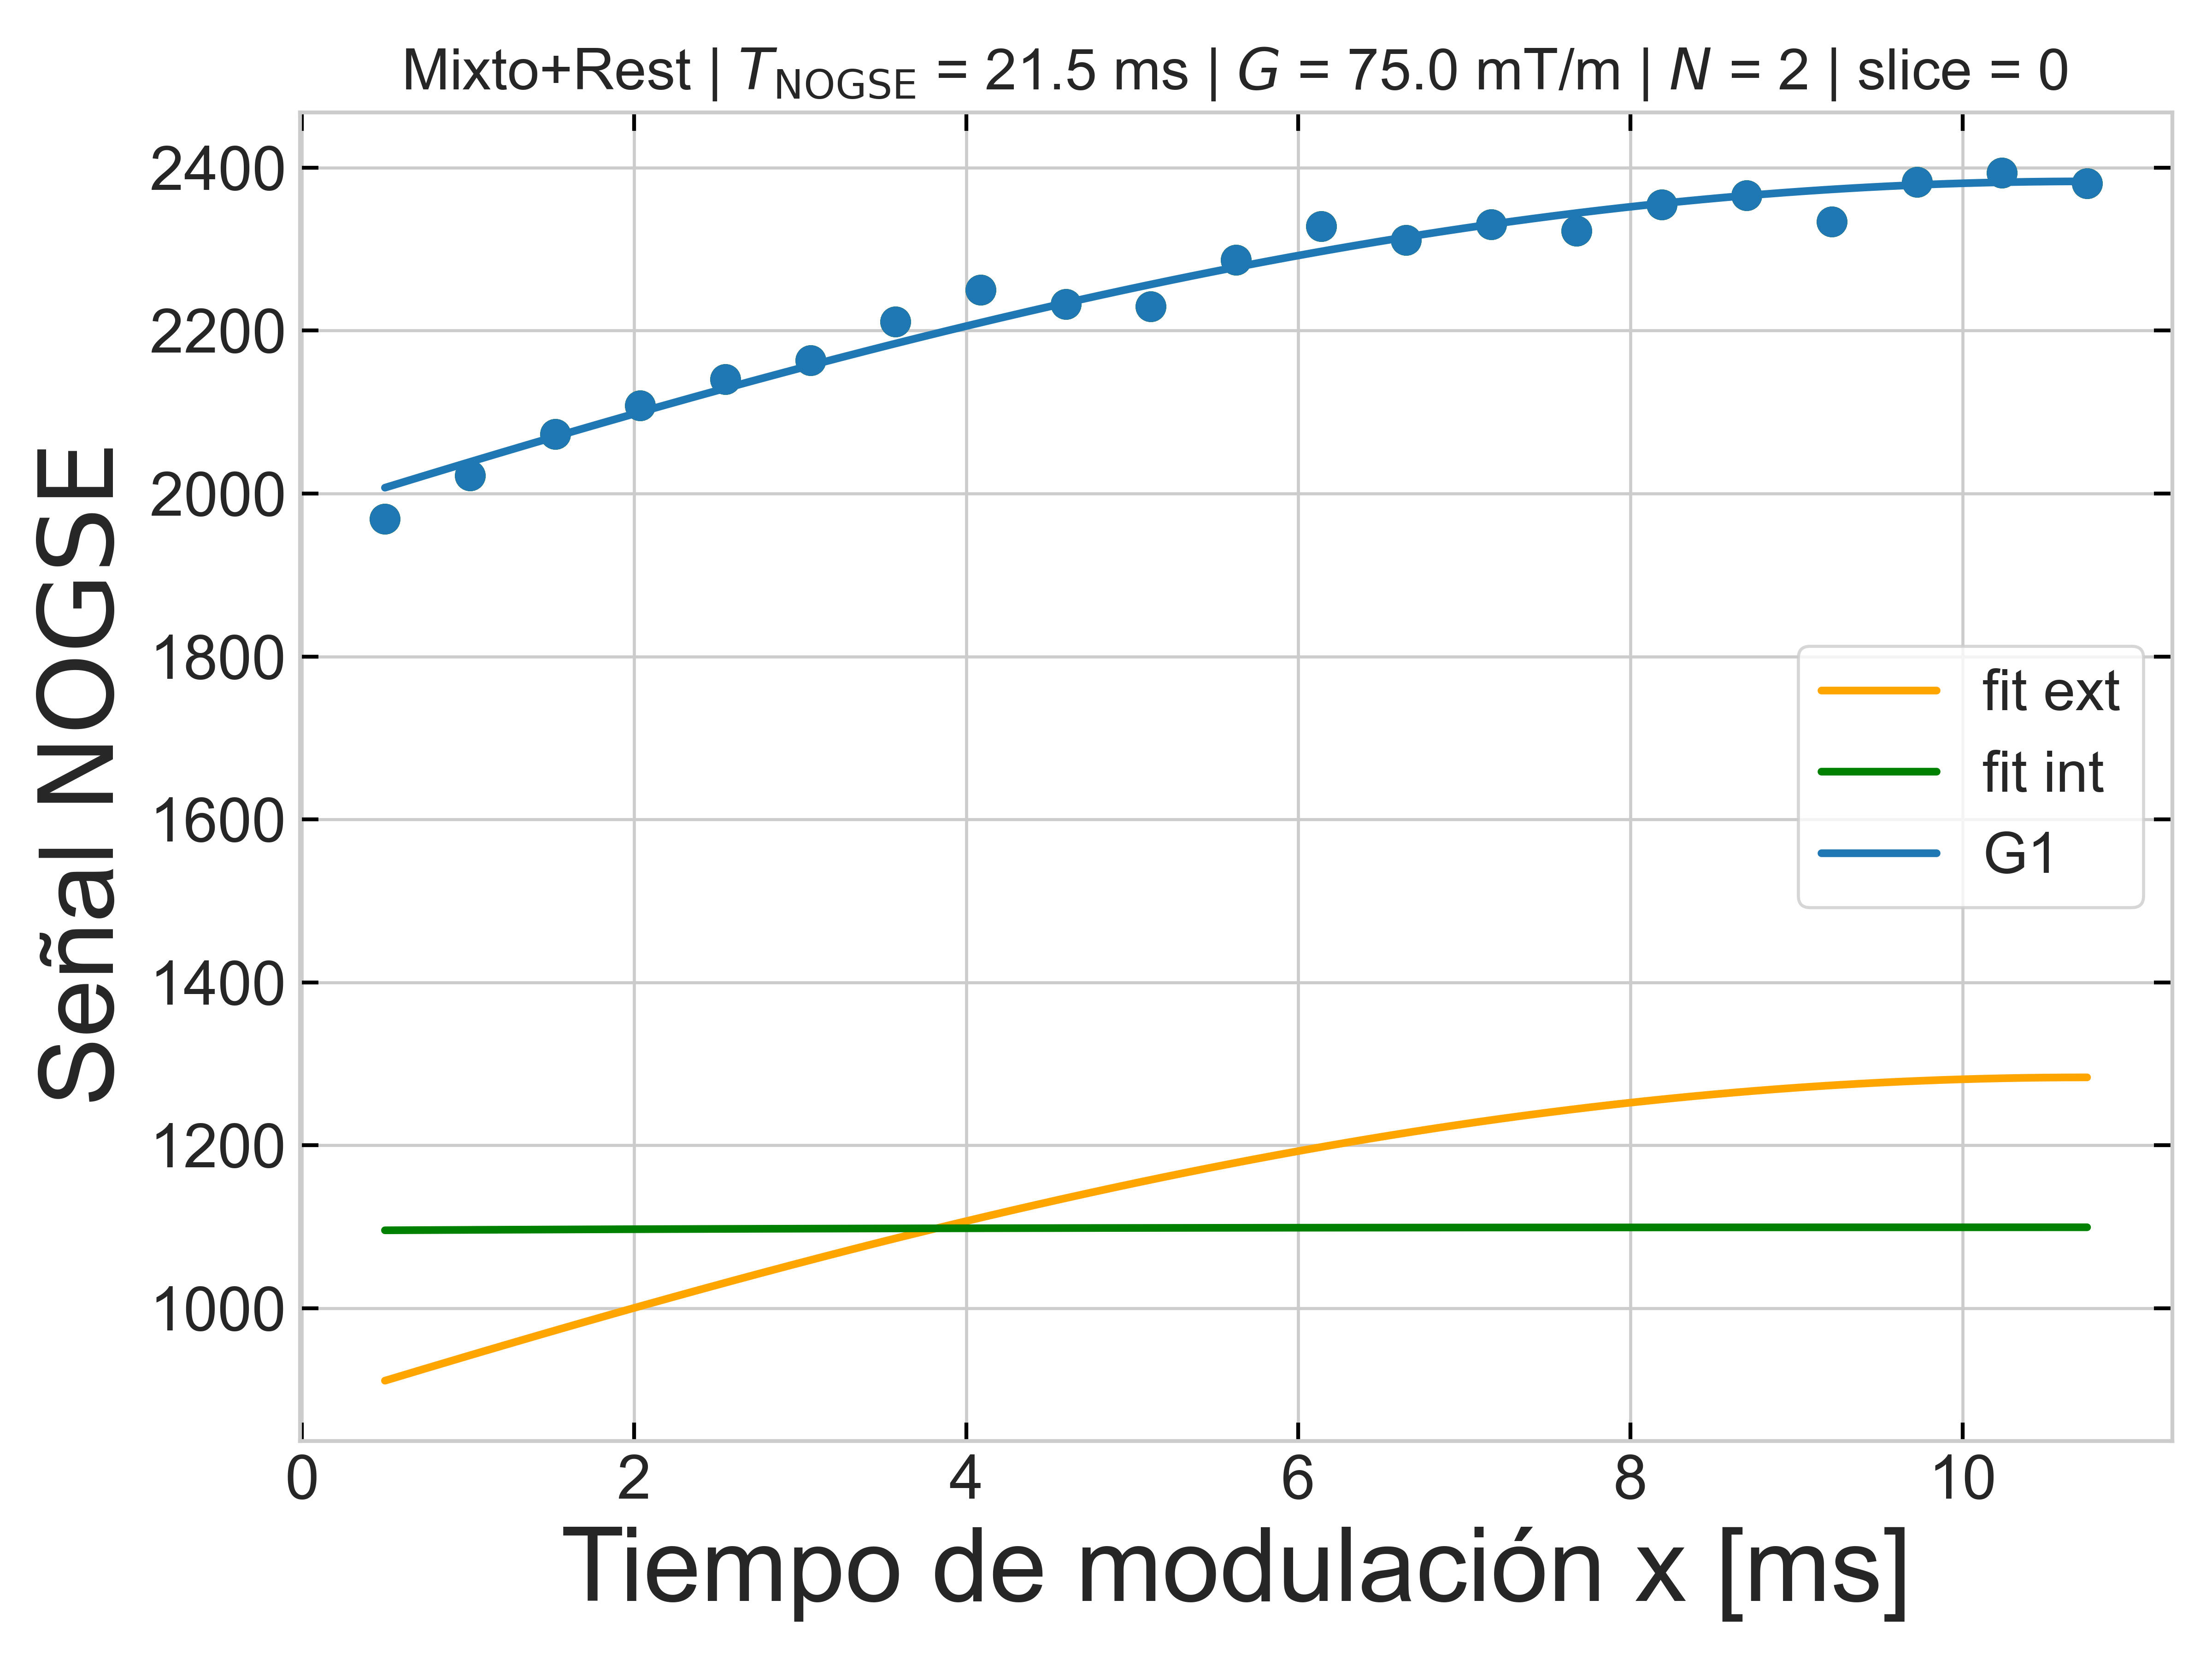 Mixto+Rest | T_NOGSE = 21.5 ms | G = 75.0 mT/m | N = 2 | slice = 0
Señal NOGSE
2400
2200
2000
1800
1600
1400
1200
1000
fit ext
fit int
G1
0 2 4 6 8 10
Tiempo de modulación x [ms]